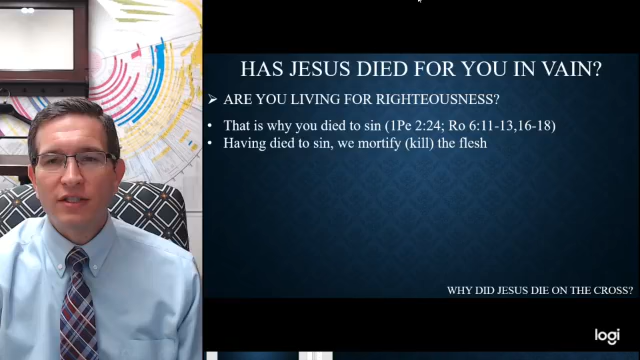 HAS JESUS DIED FOR YOU IN VAIN?
➢ ARE YOU LIVING FOR RIGHTEOUSNESS?
• That is why you died to sin (1Pe 2:24; Ro 6:11-13,16-18)
• Having died to sin, we mortify (kill) the flesh
WHY DID JESUS DIE ON THE CROSS?
logi